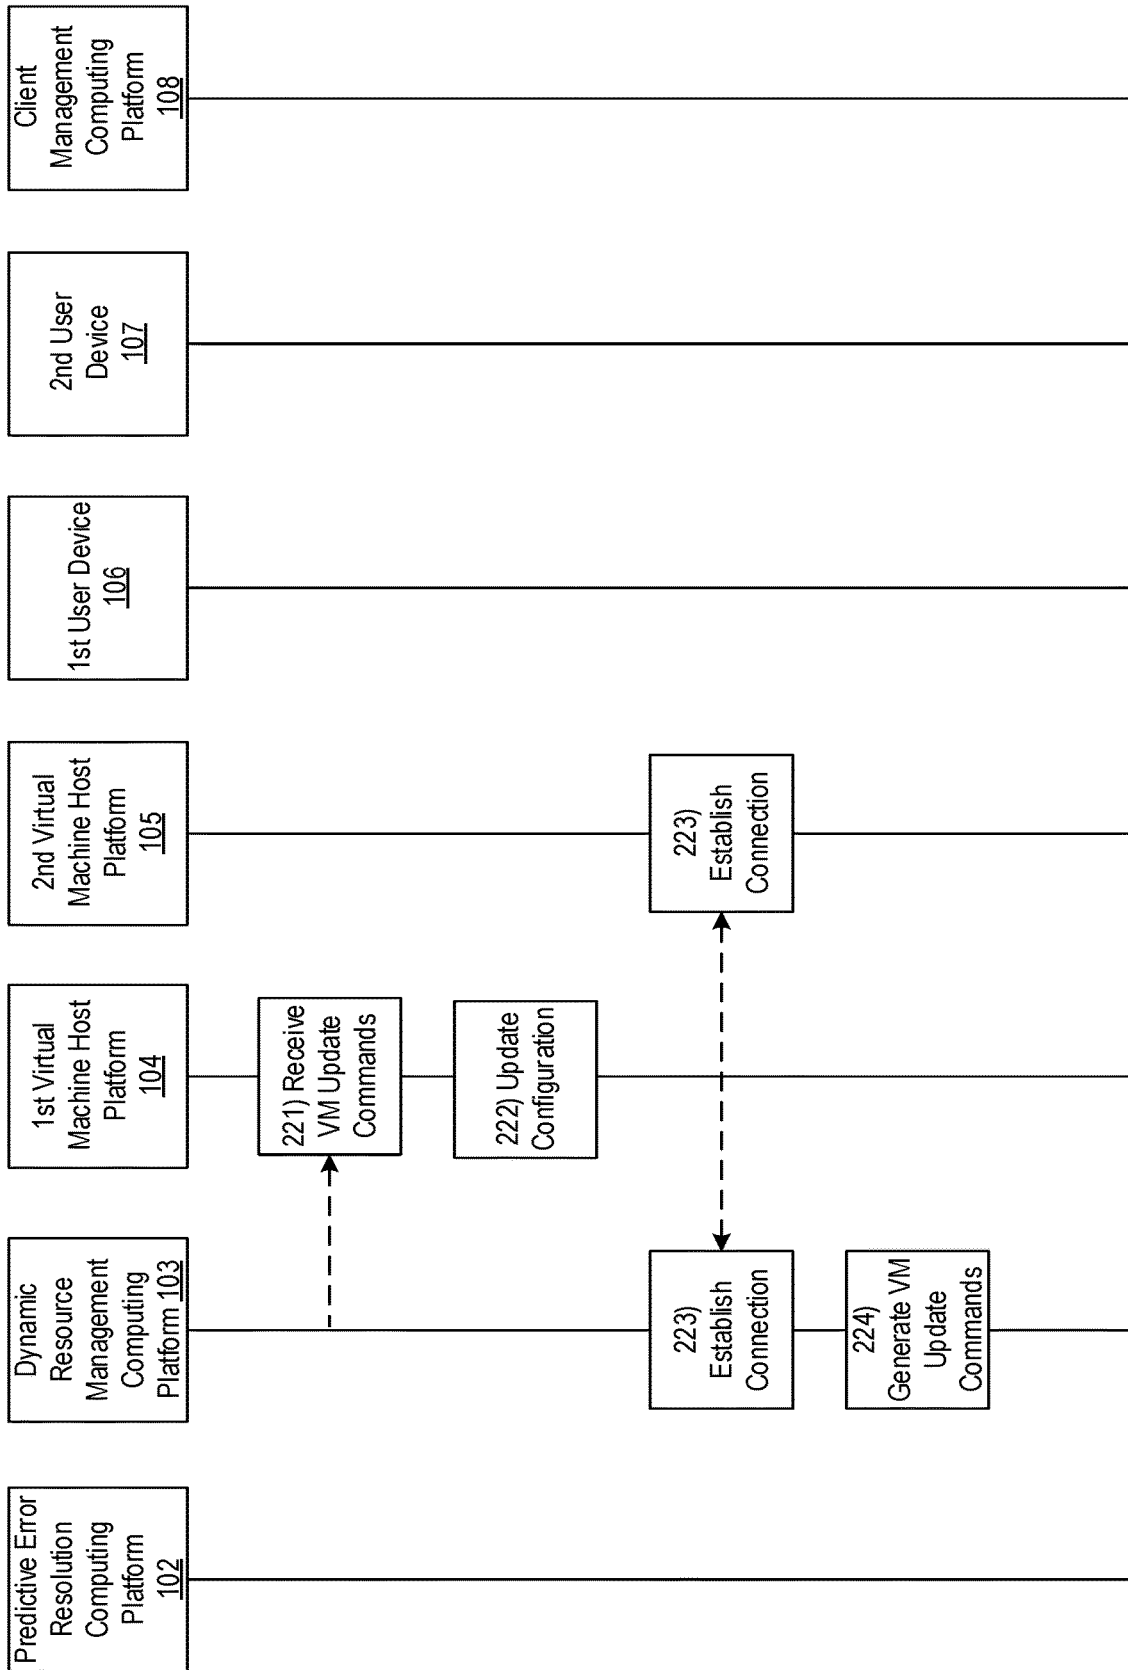 Predictive Error
Resolution
Computing
Platform
102
Dynamic
Resource
Management
Computing
Platform 103
1st Virtual
Machine Host
Platform
104
2nd Virtual
Machine Host
Platform
105
1st User Device
106
2nd User
Device
107
Client
Management
Computing
Platform
108
221) Receive
VM Update
Commands
222) Update
Configuration
223)
Establish
Connection
223)
Establish
Connection
224)
Generate VM
Update
Commands